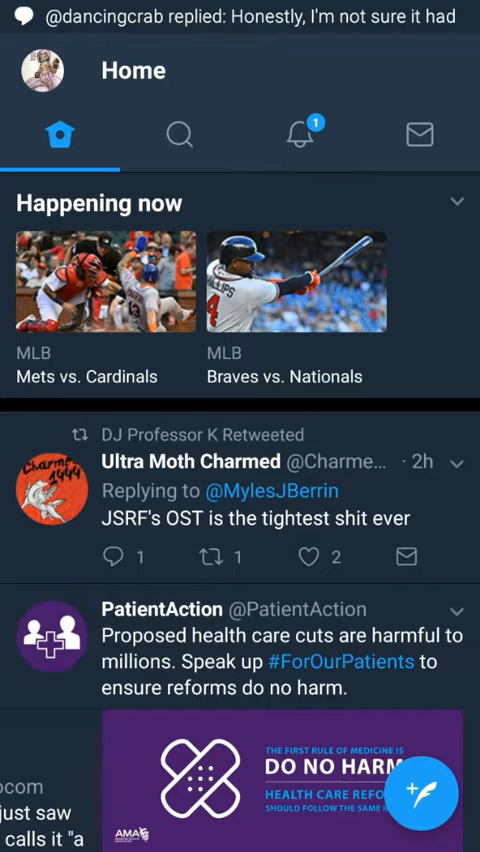 @dancingcrab replied: Honestly, I'm not sure it had
Home
1
Happening now
MLB
Mets vs. Cardinals
MLB
Braves vs. Nationals
DJ Professor K Retweeted
Ultra Moth Charmed @Charme... · 2h
Replying to @MylesJBerrin
JSRF's OST is the tightest shit ever
1 1 2
PatientAction @PatientAction
Proposed health care cuts are harmful to
millions. Speak up #ForOurPatients to
ensure reforms do no harm.
THE FIRST RULE OF MEDICINE IS
DO NO HARM
HEALTH CARE REFO
SHOULD FOLLOW THE SAME
AMA
ocom
just saw
calls it "a